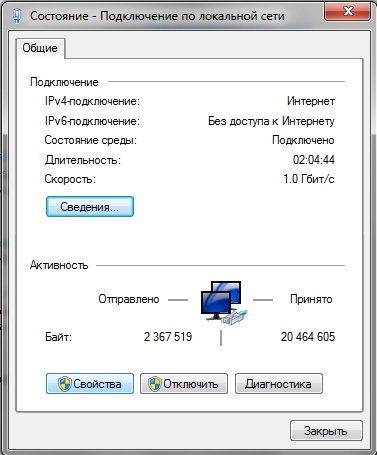 Состояние - Подключение по локальной сети
Общие
Подключение
IPv4-подключение: Интернет
IPv6-подключение: Без доступа к Интернету
Состояние среды: Подключено
Длительность: 02:04:44
Скорость: 1.0 Гбит/с
Сведения...
Активность
Отправлено — Принято
Байт: 2 367 519 | 20 464 605
Свойства Отключить Диагностика
Закрыть